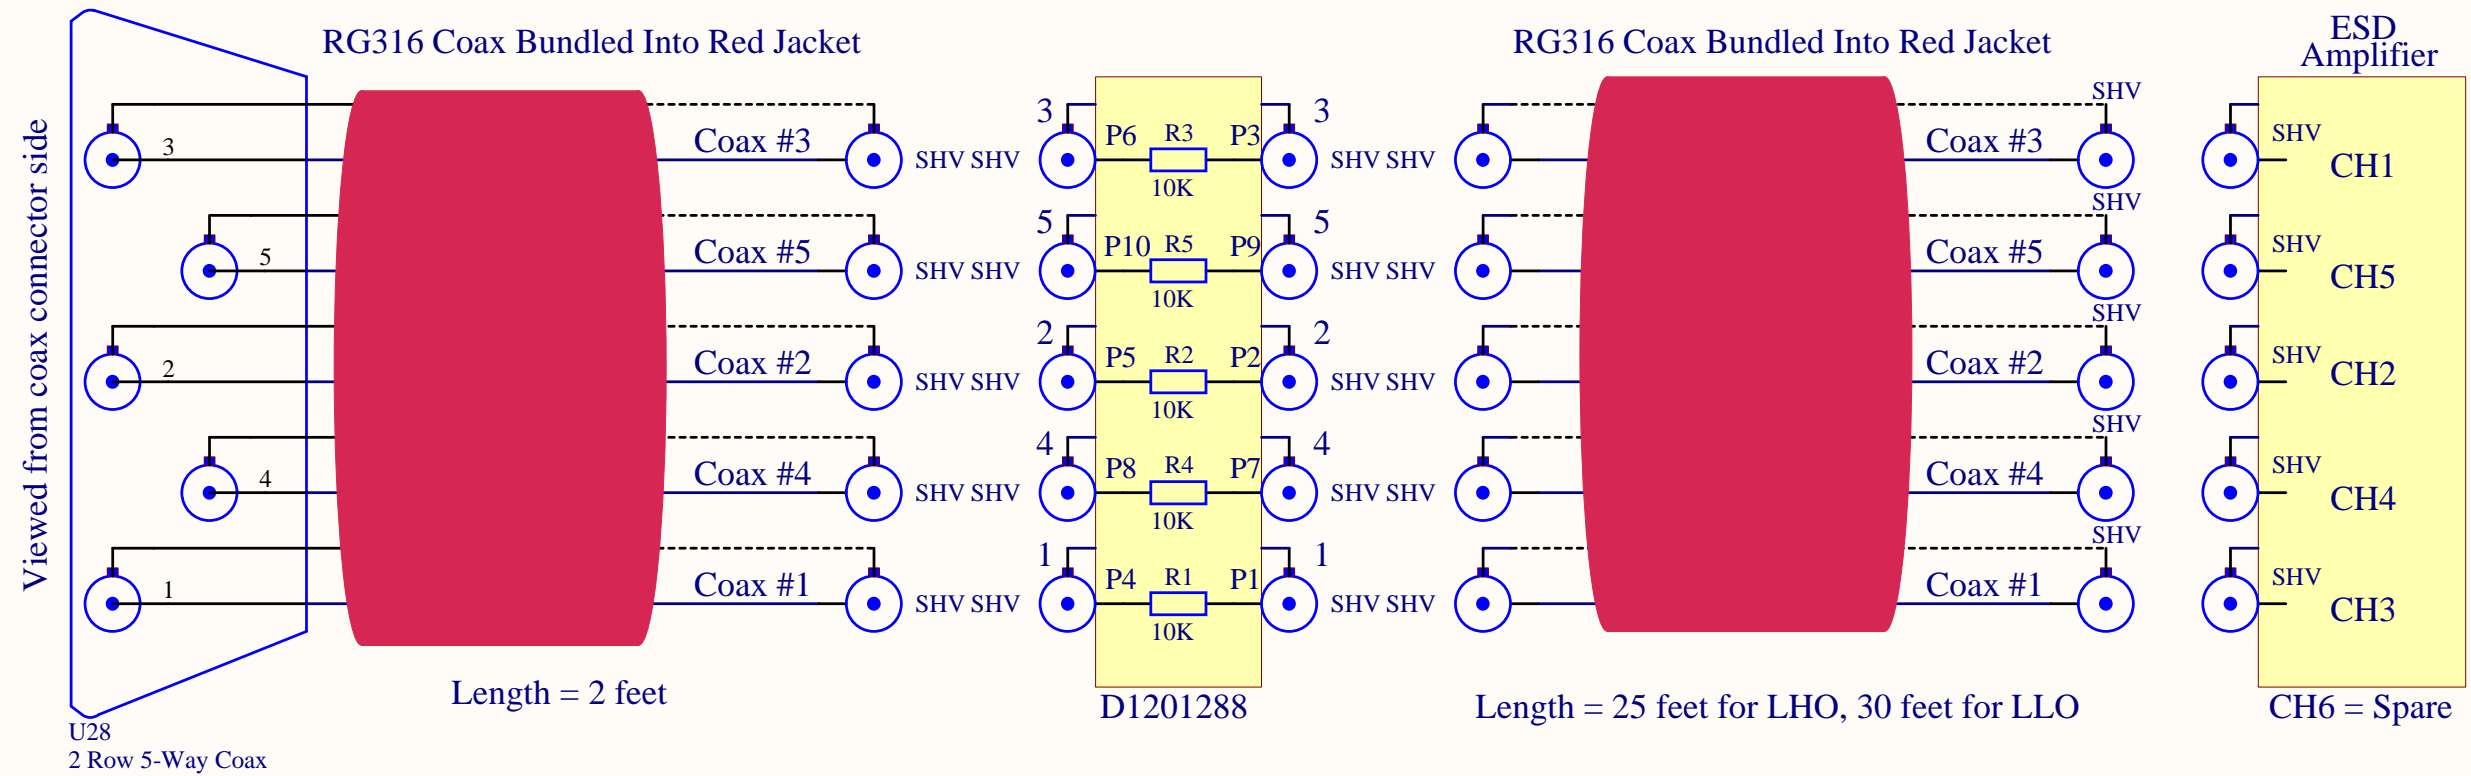 ESD
Amplifier
RG316 Coax Bundled Into Red Jacket
RG316 Coax Bundled Into Red Jacket
Viewed from coax connector side
3
Coax #3
SHV SHV
3
P6
R3
10K
P3
3
SHV SHV
Coax #3
SHV
SHV
CH1
5
Coax #5
SHV SHV
5
P10
R5
10K
P9
5
SHV SHV
Coax #5
SHV
SHV
CH5
2
Coax #2
SHV SHV
2
P5
R2
10K
P2
2
SHV SHV
Coax #2
SHV
SHV
CH2
4
Coax #4
SHV SHV
4
P8
R4
10K
P7
4
SHV SHV
Coax #4
SHV
SHV
CH4
1
Coax #1
SHV SHV
1
P4
R1
10K
P1
1
SHV SHV
Coax #1
SHV
SHV
CH3
Length = 2 feet
D1201288
Length = 25 feet for LHO, 30 feet for LLO
CH6 = Spare
U28
2 Row 5-Way Coax